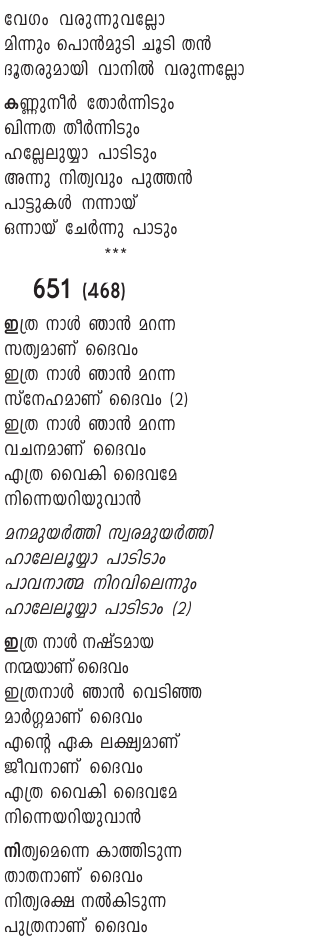 വേഗം വരുന്നുവല്ലോ
മിന്നും പൊൻമുടി ചൂടി തൻ
ദൂതരുമായി വാനിൽ വരുന്നല്ലോ
കണ്ണുനീർ തോർന്നിടും
ഖിന്നത തീർന്നിടും
ഹല്ലേലുയ്യാ പാടിടും
അന്നു നിത്യവും പുത്തൻ
പാട്ടുകൾ നന്നായ്
ഒന്നായ് ചേർന്നു പാടും
***
651 (468)
ഇത്ര നാൾ ഞാൻ മറന്ന
സത്യമാണ് ദൈവം
ഇത്ര നാൾ ഞാൻ മറന്ന
സ്നേഹമാണ് ദൈവം (2)
ഇത്ര നാൾ ഞാൻ മറന്ന
വചനമാണ് ദൈവം
എത്ര വൈകി ദൈവമേ
നിന്നെയറിയുവാൻ
മനമുയർത്തി സ്വരമുയർത്തി
ഹാലേലൂയ്യാ പാടിടാം
പാവനാത്മ നിറവിലെന്നും
ഹാലേലൂയ്യാ പാടിടാം (2)
ഇത്ര നാൾ നഷ്ടമായ
നന്മയാണ് ദൈവം
ഇത്രനാൾ ഞാൻ വെടിഞ്ഞ
മാർഗ്ഗമാണ് ദൈവം
എന്റെ ഏക ലക്ഷ്യമാണ്
ജീവനാണ് ദൈവം
എത്ര വൈകി ദൈവമേ
നിന്നെയറിയുവാൻ
നിത്യമെന്നെ കാത്തിടുന്ന
താതനാണ് ദൈവം
നിത്യരക്ഷ നൽകിടുന്ന
പുത്രനാണ് ദൈവം